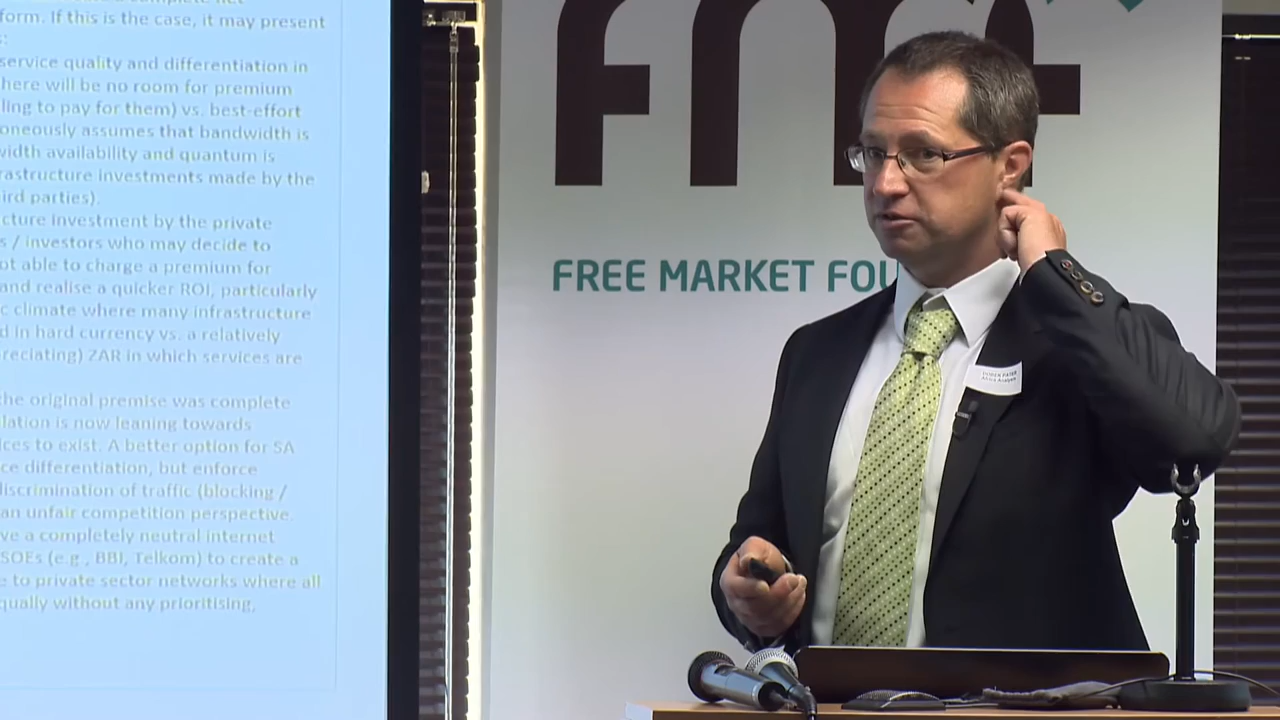 form. If this is the case, it may present
service quality and differentiation in
here will be no room for premium
ling to pay for them) vs. best-effort
oneously assumes that bandwidth is
width availability and quantum is
rastructure investments made by the
ird parties).
cture investment by the private
s / investors who may decide to
ot able to charge a premium for
and realise a quicker ROI, particularly
c climate where many infrastructure
d in hard currency vs. a relatively
reciating) ZAR in which services are
the original premise was complete
lation is now leaning towards
ices to exist. A better option for SA
ce differentiation, but enforce
discrimination of traffic (blocking /
an unfair competition perspective.
ve a completely neutral internet
SOEs (e.g , BBI, Telkom) to create a
e to private sector networks where all
qually without any prioritising,
FMF
FREE MARKET FOU
Africa Analysis